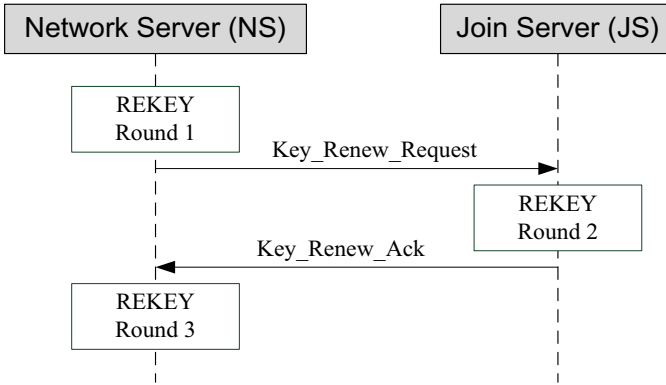 Network Server (NS)
Join Server (JS)
REKEY
Round 1
Key_Renew_Request
REKEY
Round 2
Key_Renew_Ack
REKEY
Round 3